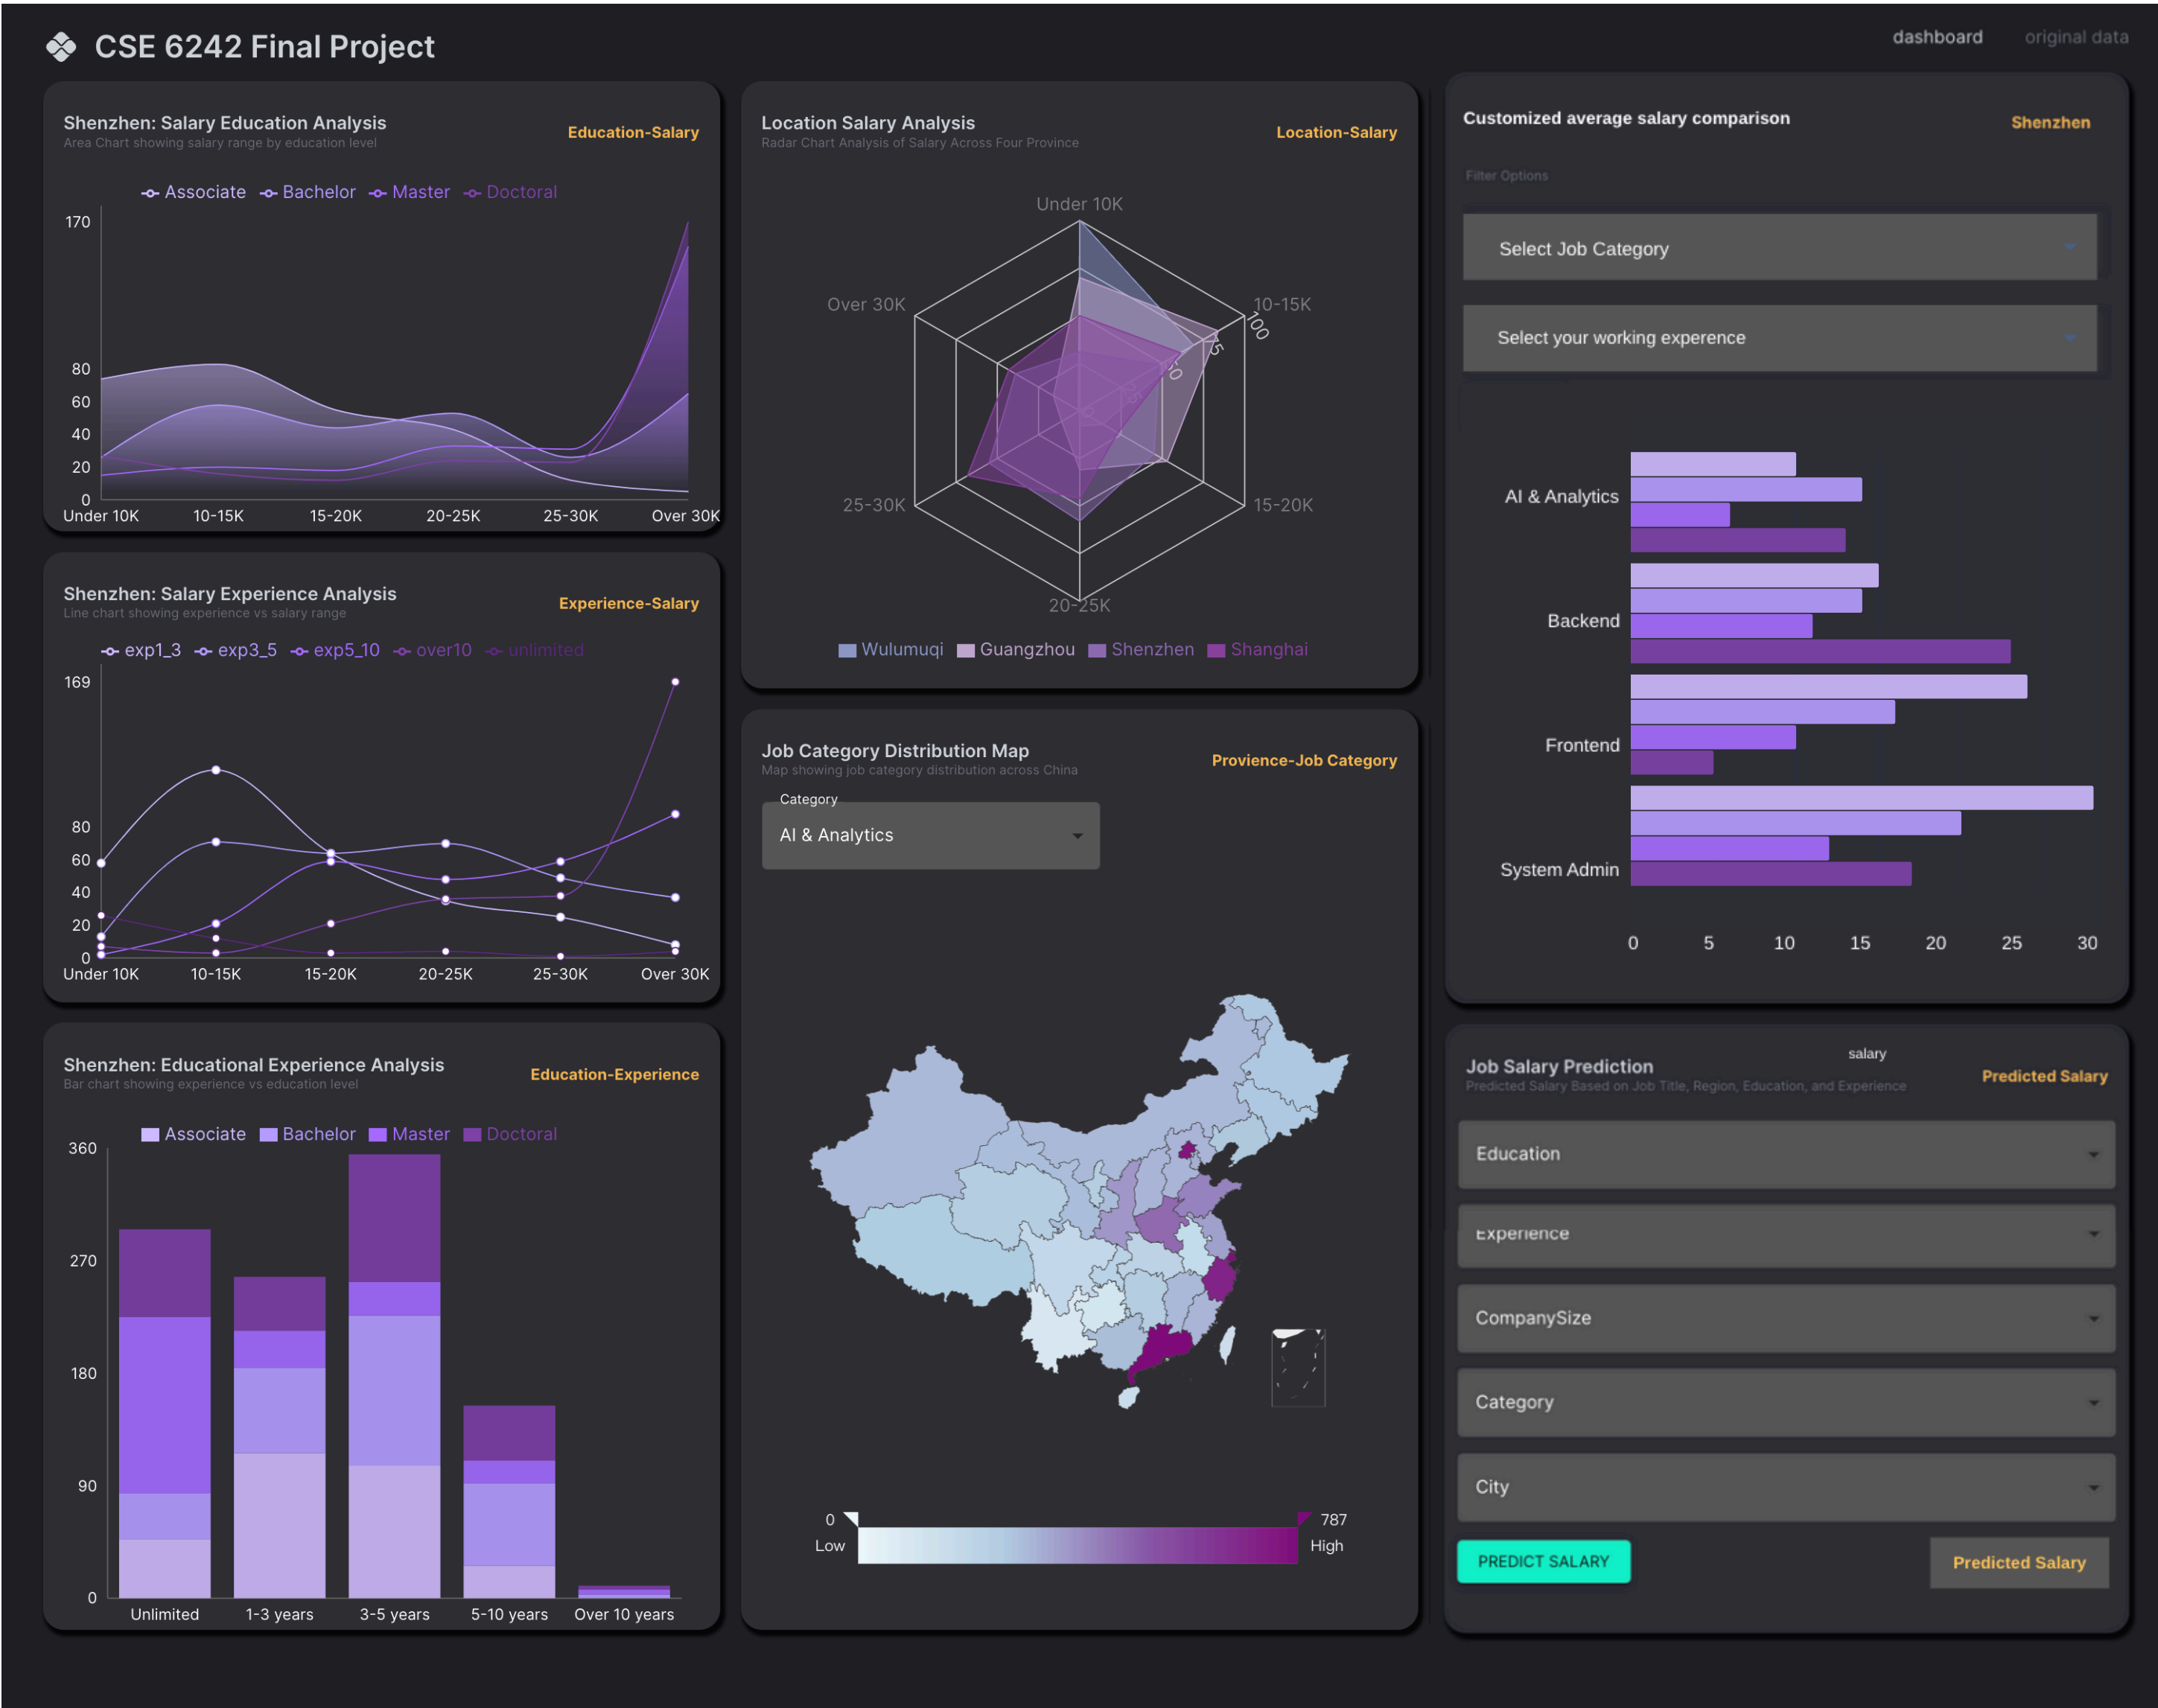 CSE 6242 Final Project
dashboard
original data
Shenzhen: Salary Education Analysis
Area Chart showing salary range by education level
Education-Salary
Associate Bachelor Master Doctoral
170
80
60
40
20
0
Under 10K 10-15K 15-20K 20-25K 25-30K Over 30K
Shenzhen: Salary Experience Analysis
Line chart showing experience vs salary range
Experience-Salary
exp1_3 exp3_5 exp5_10 over10 unlimited
169
80
60
40
20
0
Under 10K 10-15K 15-20K 20-25K 25-30K Over 30K
Shenzhen: Educational Experience Analysis
Bar chart showing experience vs education level
Education-Experience
Associate Bachelor Master Doctoral
360
270
180
90
0
Unlimited 1-3 years 3-5 years 5-10 years Over 10 years
Location Salary Analysis
Radar Chart Analysis of Salary Across Four Province
Location-Salary
Under 10K
Over 30K
10-15K
100
25-30K
15-20K
20-25K
Wulumuqi Guangzhou Shenzhen Shanghai
Job Category Distribution Map
Map showing job category distribution across China
Provience-Job Category
Category
AI & Analytics
0
787
Low
High
Customized average salary comparison
Shenzhen
Filter Options
Select Job Category
Select your working experence
AI & Analytics
Backend
Frontend
System Admin
0 5 10 15 20 25 30
Job Salary Prediction
salary
Predicted Salary Based on Job Title, Region, Education, and Experience
Predicted Salary
Education
Experience
CompanySize
Category
City
PREDICT SALARY
Predicted Salary